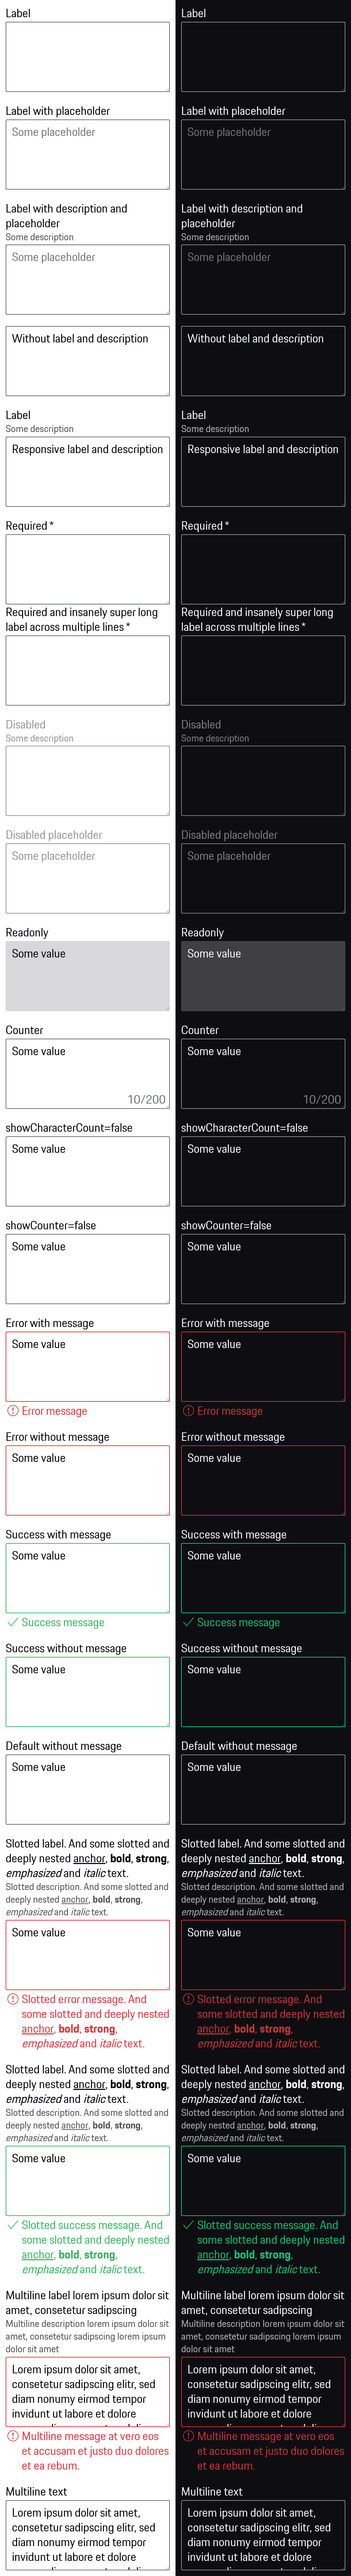 Label
Label with placeholder
Some placeholder
Label with description and
placeholder
Some description
Some placeholder
Without label and description
Label
Some description
Responsive label and description
Required *
Required and insanely super long
label across multiple lines *
Disabled
Some description
Disabled placeholder
Some placeholder
Readonly
Some value
Counter
Some value
10/200
showCharacterCount=false
Some value
showCounter=false
Some value
Error with message
Some value
Error message
Error without message
Some value
Success with message
Some value
Success message
Success without message
Some value
Default without message
Some value
Slotted label. And some slotted and
deeply nested anchor, bold, strong,
emphasized and italic text.
Slotted description. And some slotted and
deeply nested anchor, bold, strong,
emphasized and italic text.
Some value
Slotted error message. And
some slotted and deeply nested
anchor, bold, strong,
emphasized and italic text.
Slotted label. And some slotted and
deeply nested anchor, bold, strong,
emphasized and italic text.
Slotted description. And some slotted and
deeply nested anchor, bold, strong,
emphasized and italic text.
Some value
Slotted success message. And
some slotted and deeply nested
anchor, bold, strong,
emphasized and italic text.
Multiline label lorem ipsum dolor sit
amet, consetetur sadipscing
Multiline description lorem ipsum dolor sit
amet, consetetur sadipscing lorem ipsum
dolor sit amet
Lorem ipsum dolor sit amet,
consetetur sadipscing elitr, sed
diam nonumy eirmod tempor
invidunt ut labore et dolore
Multiline message at vero eos
et accusam et justo duo dolores
et ea rebum.
Multiline text
Lorem ipsum dolor sit amet,
consetetur sadipscing elitr, sed
diam nonumy eirmod tempor
invidunt ut labore et dolore
Label
Label with placeholder
Some placeholder
Label with description and
placeholder
Some description
Some placeholder
Without label and description
Label
Some description
Responsive label and description
Required *
Required and insanely super long
label across multiple lines *
Disabled
Some description
Disabled placeholder
Some placeholder
Readonly
Some value
Counter
Some value
10/200
showCharacterCount=false
Some value
showCounter=false
Some value
Error with message
Some value
Error message
Error without message
Some value
Success with message
Some value
Success message
Success without message
Some value
Default without message
Some value
Slotted label. And some slotted and
deeply nested anchor, bold, strong,
emphasized and italic text.
Slotted description. And some slotted and
deeply nested anchor, bold, strong,
emphasized and italic text.
Some value
Slotted error message. And
some slotted and deeply nested
anchor, bold, strong,
emphasized and italic text.
Slotted label. And some slotted and
deeply nested anchor, bold, strong,
emphasized and italic text.
Slotted description. And some slotted and
deeply nested anchor, bold, strong,
emphasized and italic text.
Some value
Slotted success message. And
some slotted and deeply nested
anchor, bold, strong,
emphasized and italic text.
Multiline label lorem ipsum dolor sit
amet, consetetur sadipscing
Multiline description lorem ipsum dolor sit
amet, consetetur sadipscing lorem ipsum
dolor sit amet
Lorem ipsum dolor sit amet,
consetetur sadipscing elitr, sed
diam nonumy eirmod tempor
invidunt ut labore et dolore
Multiline message at vero eos
et accusam et justo duo dolores
et ea rebum.
Multiline text
Lorem ipsum dolor sit amet,
consetetur sadipscing elitr, sed
diam nonumy eirmod tempor
invidunt ut labore et dolore